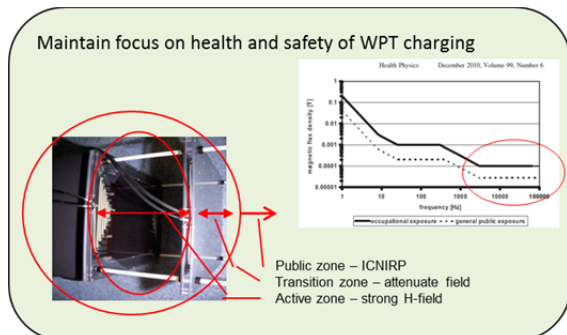 Maintain focus on health and safety of WPT charging
Health Physics December 2010, Volume 99, Number 6
magnetic flux density [T]
1
0.1
0.01
0.001
0.0001
0.00001
1 10 100 1000 10000 100000
frequency [Hz]
occupational exposure general public exposure
Public zone – ICNIRP
Transition zone – attenuate field
Active zone – strong H-field